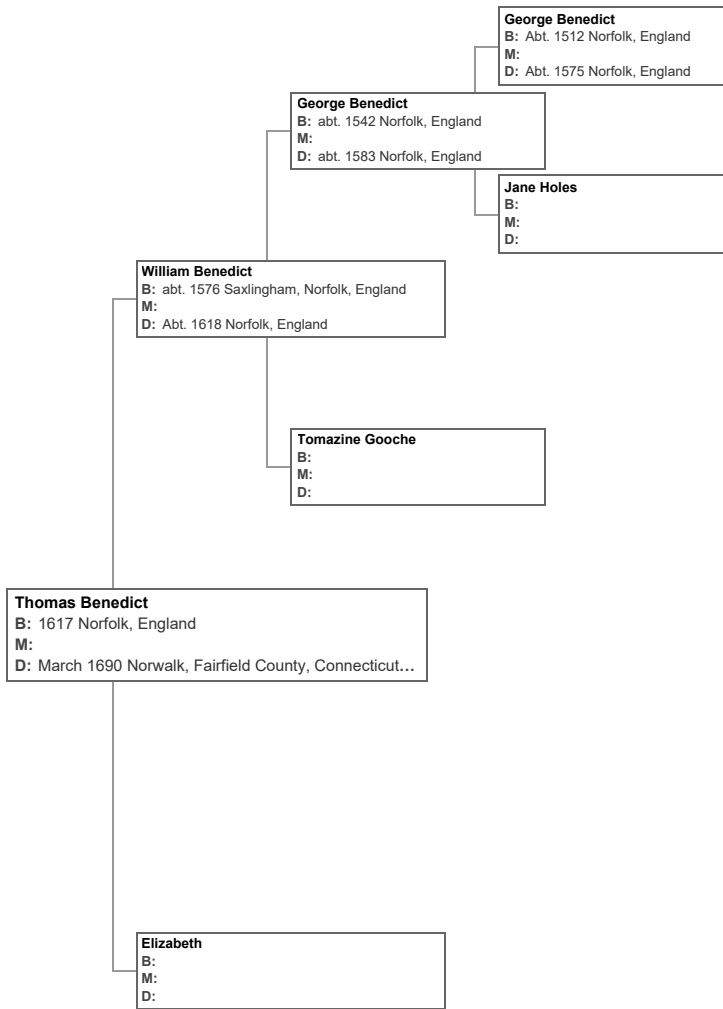 George Benedict
B: Abt. 1512 Norfolk, England
M:
D: Abt. 1575 Norfolk, England
George Benedict
B: abt. 1542 Norfolk, England
M:
D: abt. 1583 Norfolk, England
Jane Holes
B:
M:
D:
William Benedict
B: abt. 1576 Saxlingham, Norfolk, England
M:
D: Abt. 1618 Norfolk, England
Tomazine Gooche
B:
M:
D:
Thomas Benedict
B: 1617 Norfolk, England
M:
D: March 1690 Norwalk, Fairfield County, Connecticut...
Elizabeth
B:
M:
D: